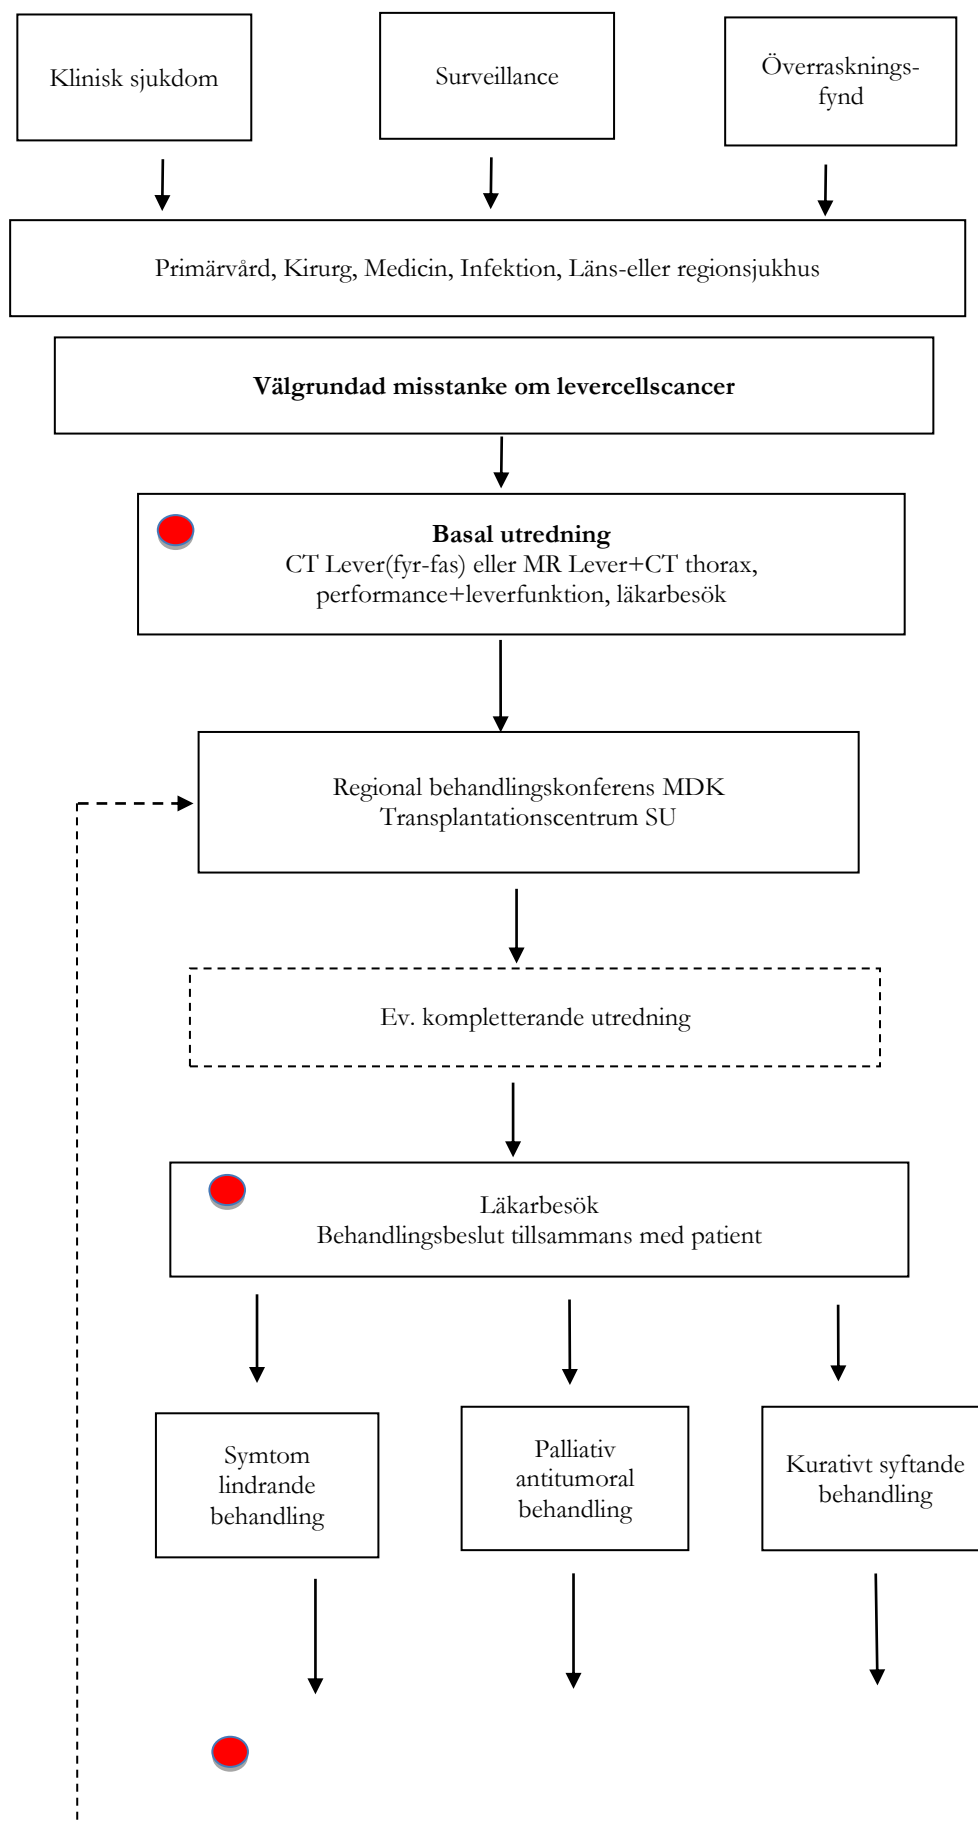 Klinisk sjukdom
Surveillance
Överrasknings-
fynd
Primärvård, Kirurg, Medicin, Infektion, Läns-eller regionsjukhus
Välgrundad misstanke om levercellscancer
Basal utredning
CT Lever(fyr-fas) eller MR Lever+CT thorax,
performance+leverfunktion, läkarbesök
Regional behandlingskonferens MDK
Transplantationscentrum SU
Ev. kompletterande utredning
Läkarbesök
Behandlingsbeslut tillsammans med patient
Symtom
lindrande
behandling
Palliativ
antitumoral
behandling
Kurativt syftande
behandling